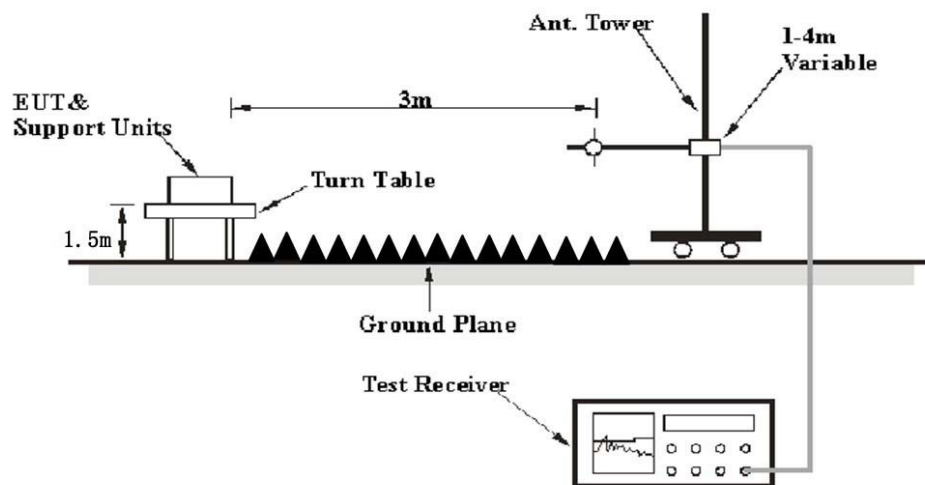 Ant. Tower
1-4m
Variable
EUT&
Support Units
3m
Turn Table
1.5m
Ground Plane
Test Receiver